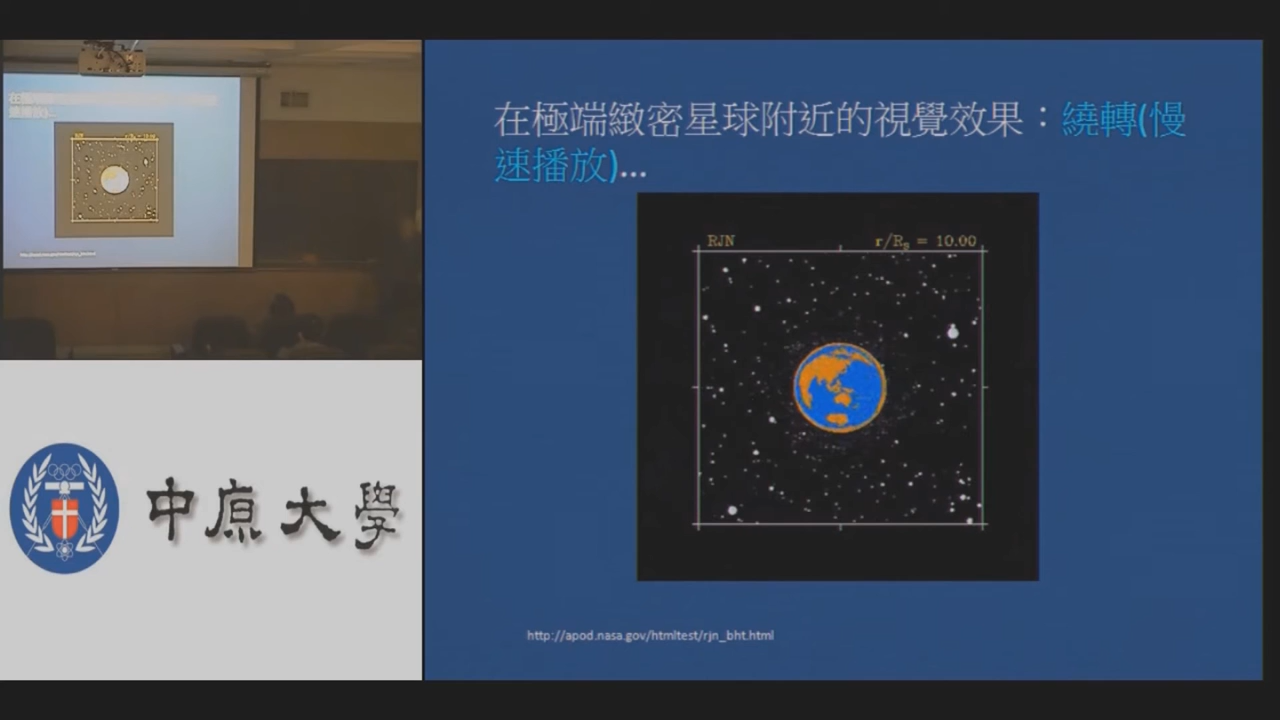 在極端緻密星球附近的視覺效果：繞轉(慢
速播放)...
RJN
r/Rs = 10.00
http://apod.nasa.gov/htmltest/rjn_bht.html
中原大學